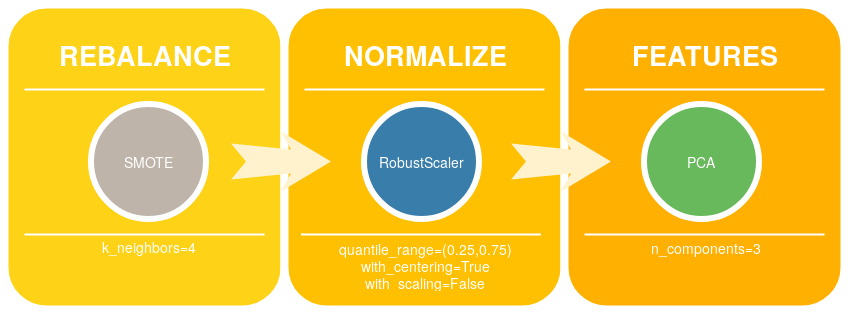 REBALANCE
SMOTE
k_neighbors=4
NORMALIZE
RobustScaler
quantile_range=(0.25,0.75)
with_centering=True
with_scaling=False
FEATURES
PCA
n_components=3